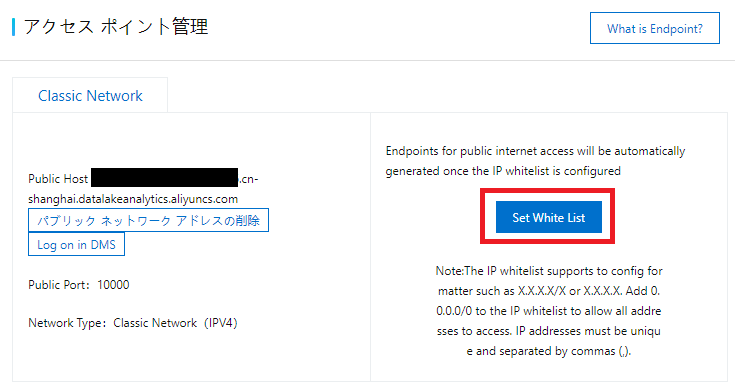 アクセス ポイント管理
What is Endpoint?
Classic Network
Public Host .cn-
shanghai.datalakeanalytics.aliyuncs.com
パブリック ネットワーク アドレスの削除
Log on in DMS
Public Port：10000
Network Type：Classic Network（IPV4）
Endpoints for public internet access will be automatically
generated once the IP whitelist is configured
Set White List
Note:The IP whitelist supports to config for
matter such as X.X.X.X/X or X.X.X.X. Add 0.
0.0.0/0 to the IP whitelist to allow all addre
sses to access. IP addresses must be uniqu
e and separated by commas (,).